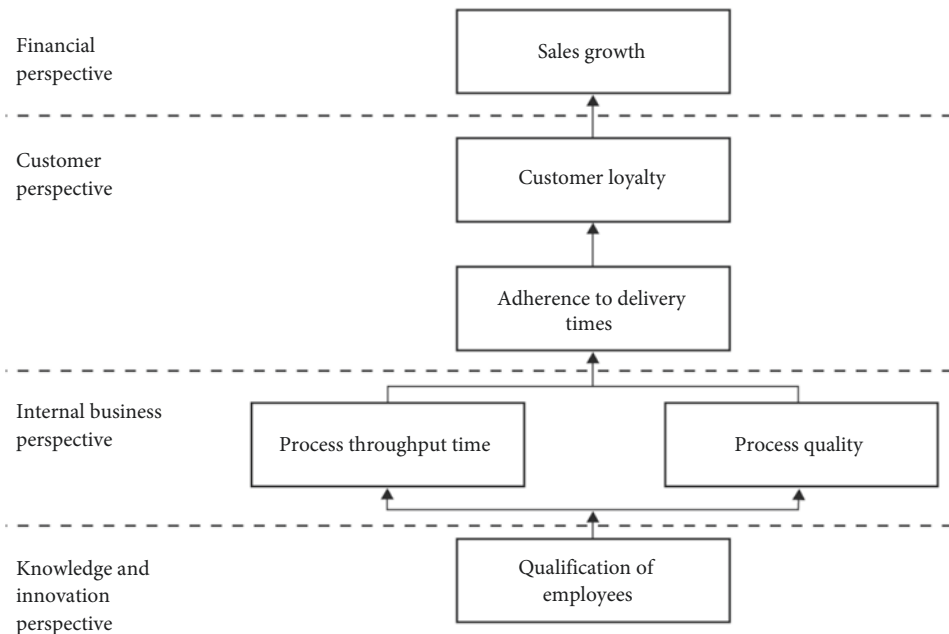 Financial
perspective
Sales growth
Customer
perspective
Customer loyalty
Adherence to delivery
times
Internal business
perspective
Process throughput time
Process quality
Knowledge and
innovation
perspective
Qualification of
employees